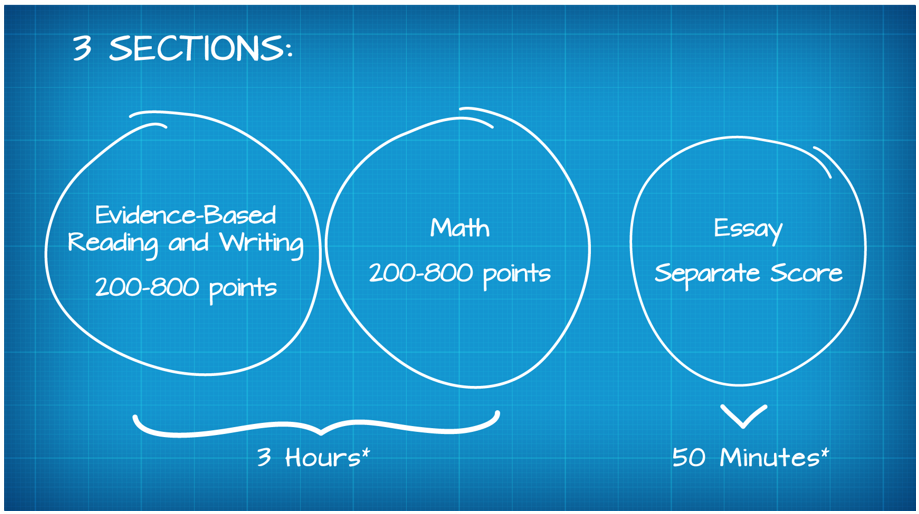 3 SECTIONS:
Evidence-Based
Reading and Writing
200-800 points
Math
200-800 points
Essay
Separate Score
3 Hours*
50 Minutes*